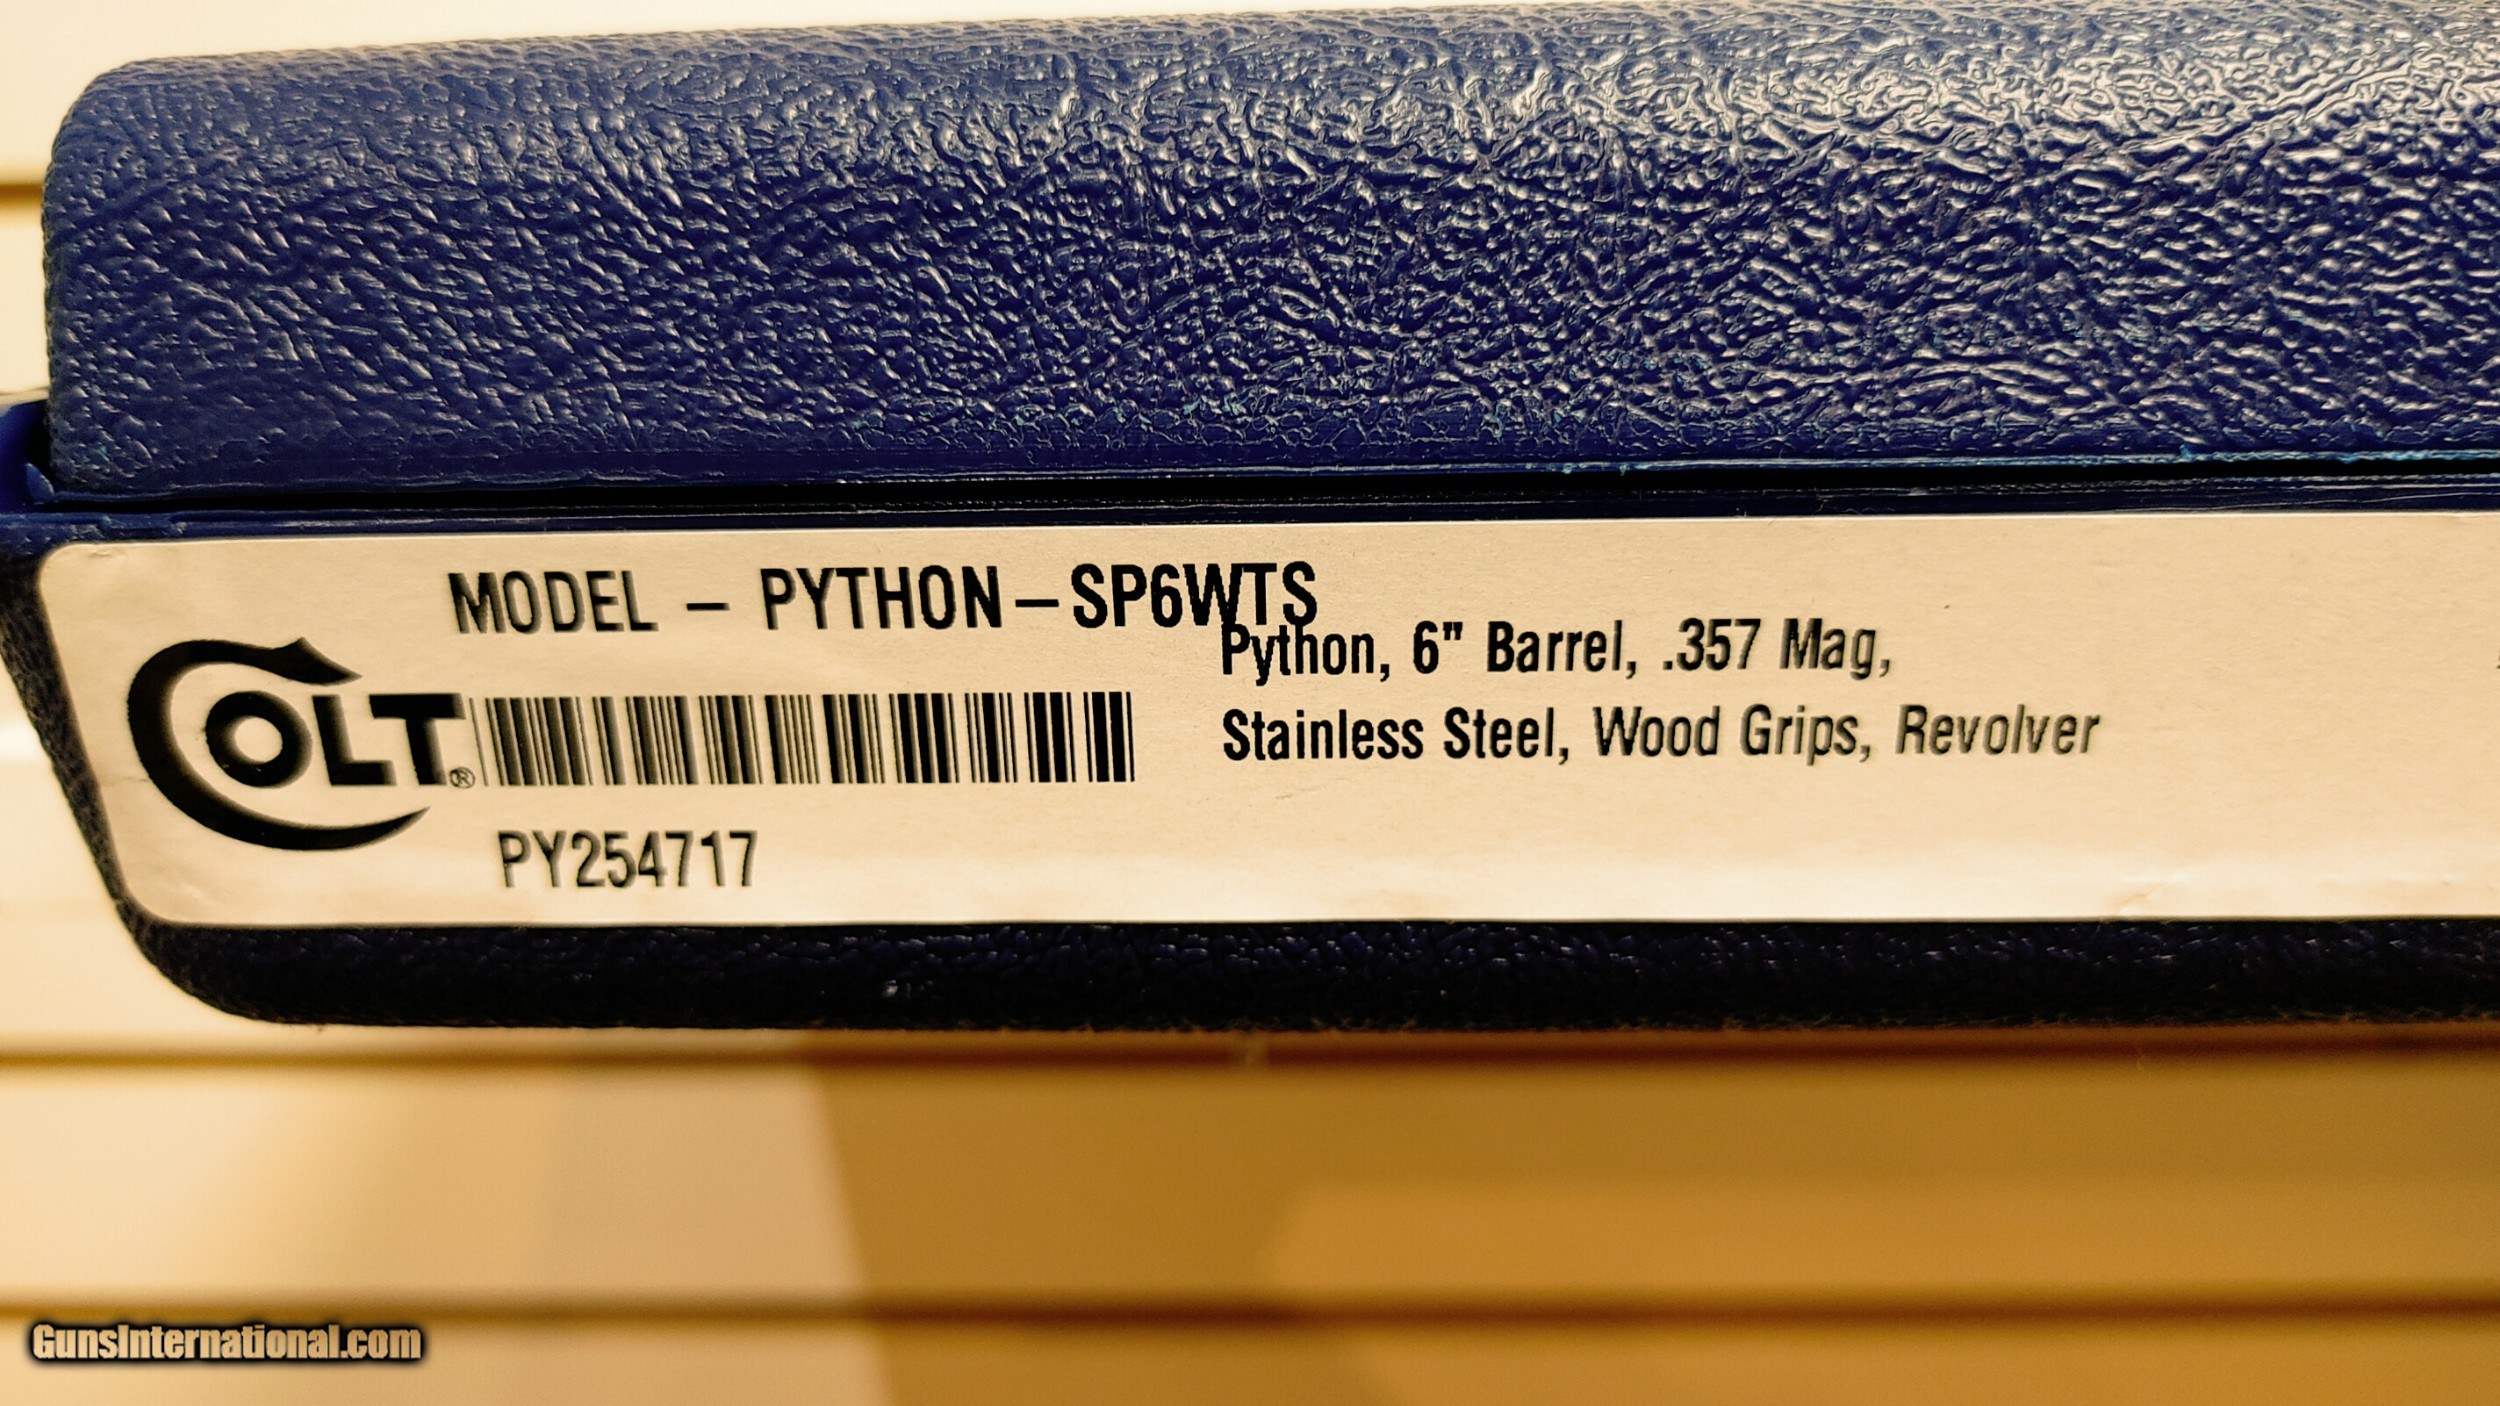 MODEL – PYTHON–SP6WTS
Python, 6" Barrel, .357 Mag,
Stainless Steel, Wood Grips, Revolver
COLT®
PY254717
GunsInternational.com